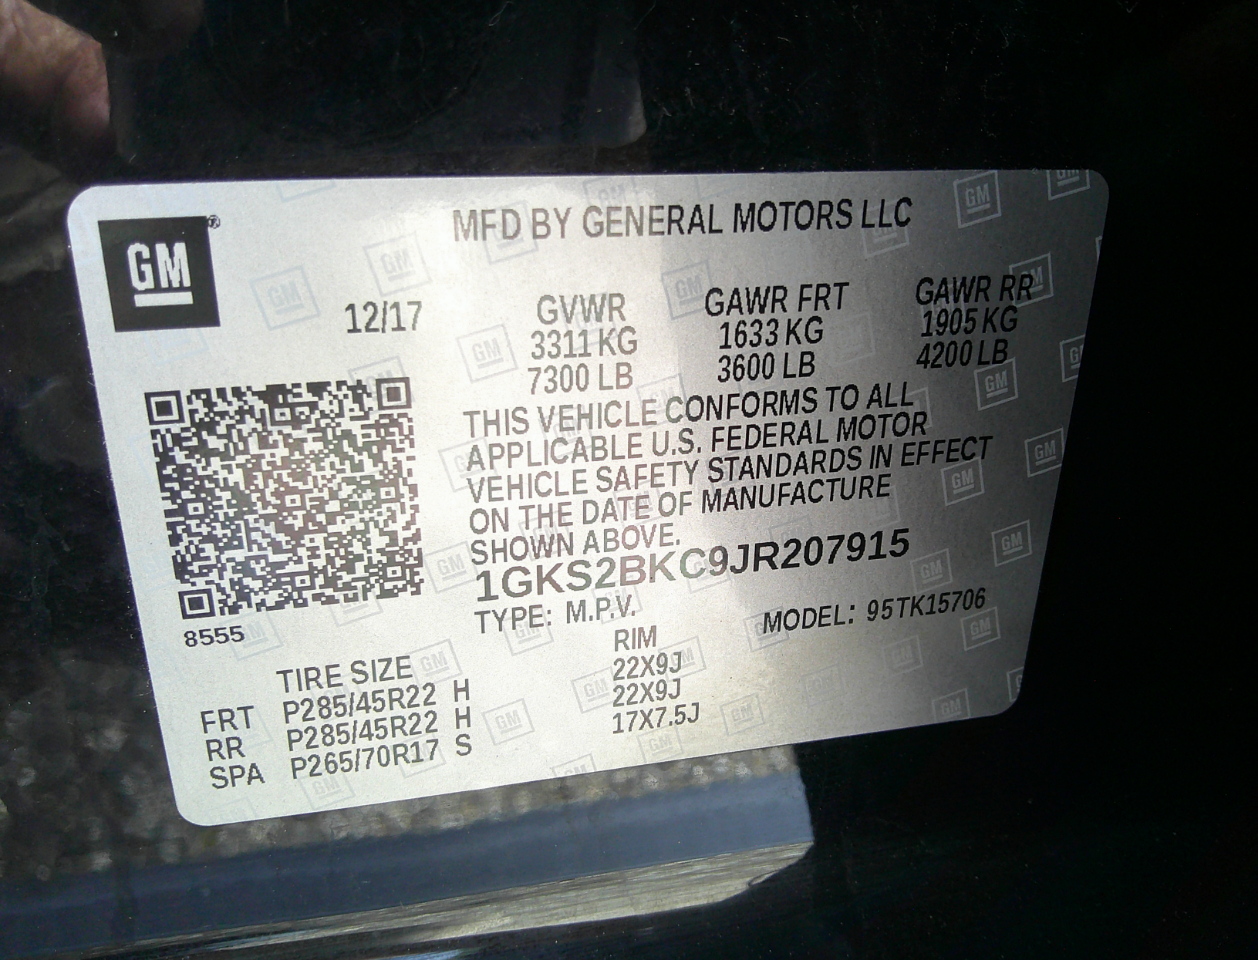 GM®
MFD BY GENERAL MOTORS LLC
12/17
GVWR GAWR FRT GAWR RR
3311 KG 1633 KG 1905 KG
7300 LB 3600 LB 4200 LB
THIS VEHICLE CONFORMS TO ALL
APPLICABLE U.S. FEDERAL MOTOR
VEHICLE SAFETY STANDARDS IN EFFECT
ON THE DATE OF MANUFACTURE
SHOWN ABOVE.
1GKS2BKC9JR207915
TYPE: M.P.V. MODEL: 95TK15706
8555
TIRE SIZE RIM
FRT P285/45R22 H 22X9J
RR P285/45R22 H 22X9J
SPA P265/70R17 S 17X7.5J